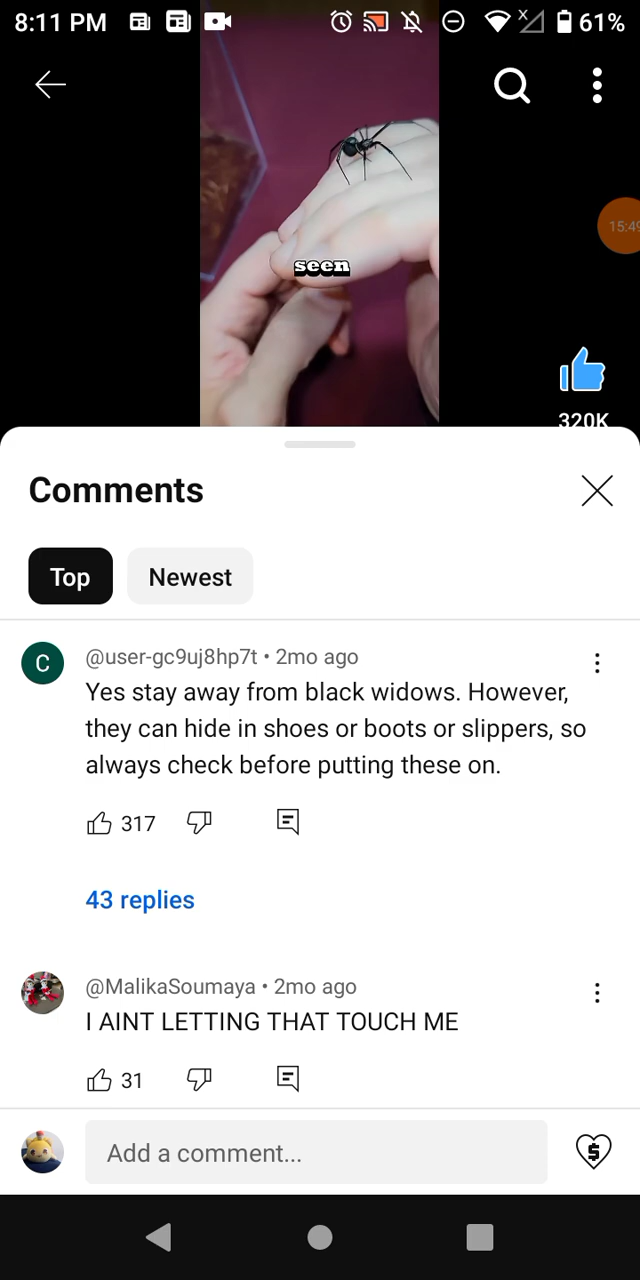 8:11 PM
61%
15:49
seen
320K
Comments
Top
Newest
C
@user-gc9uj8hp7t • 2mo ago
Yes stay away from black widows. However,
they can hide in shoes or boots or slippers, so
always check before putting these on.
317
43 replies
@MalikaSoumaya • 2mo ago
I AINT LETTING THAT TOUCH ME
31
Add a comment...
$